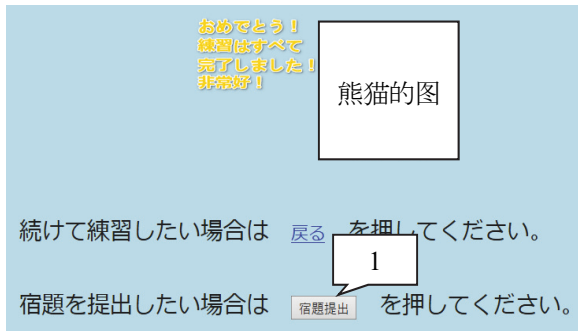 おめでとう！
練習はすべて
完了しました！
非常好！
熊猫的图
続けて練習したい場合は 戻る を押してください。
1
宿題を提出したい場合は 宿題提出 を押してください。